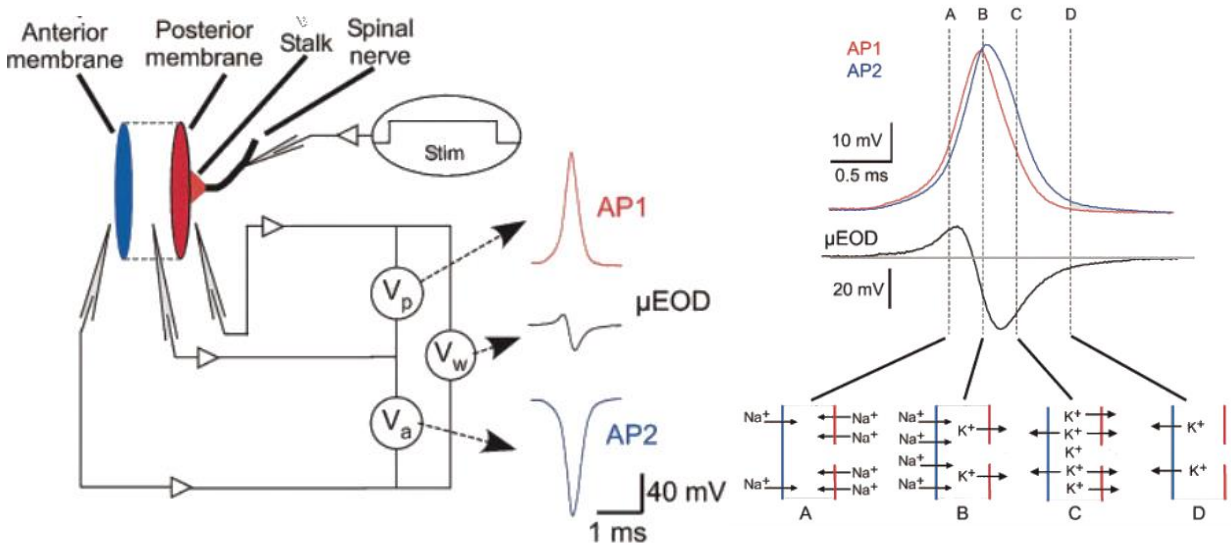 Anterior
membrane
Posterior
membrane
Stalk
Spinal
nerve
Stim
AP1
Vp
µEOD
Vw
Va
AP2
40 mV
1 ms
A
B
C
D
AP1
AP2
10 mV
0.5 ms
µEOD
20 mV
Na⁺
Na⁺
Na⁺
Na⁺
Na⁺
Na⁺
A
Na⁺
Na⁺
Na⁺
Na⁺
K⁺
K⁺
B
K⁺
K⁺
K⁺
K⁺
K⁺
C
K⁺
K⁺
D